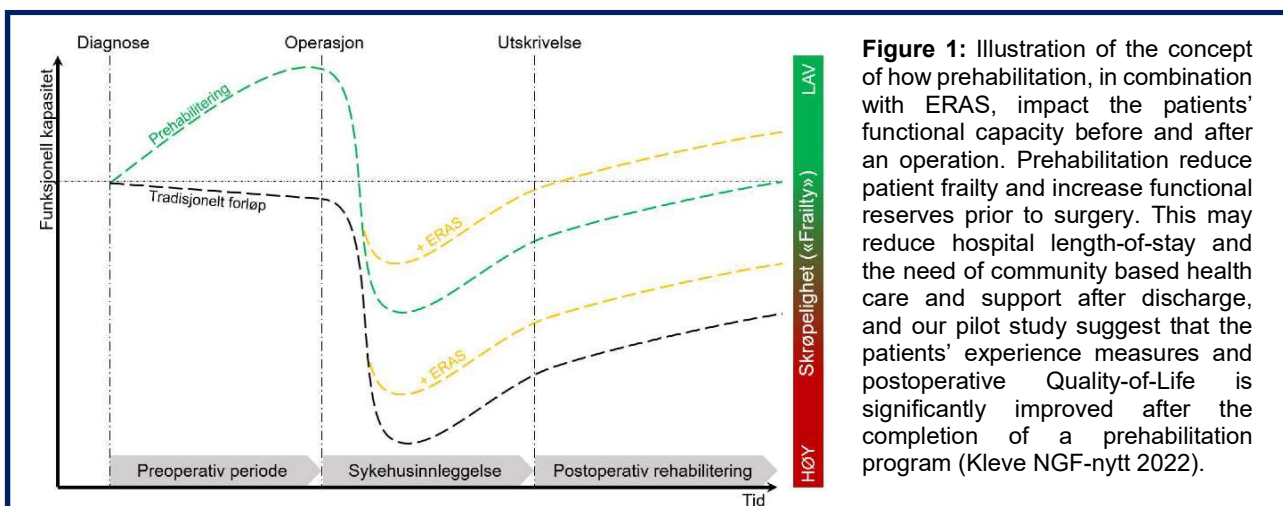 Diagnose
Operasjon
Utskrivelse
Funksjonell kapasitet
Prehabilitering
Tradisjonelt forløp
+ ERAS
+ ERAS
Preoperativ periode
Sykehusinnleggelse
Postoperativ rehabilitering
Tid
LAV
Skrøpelighet («Frailty»)
HØY
Figure 1: Illustration of the concept
of how prehabilitation, in combination
with ERAS, impact the patients’
functional capacity before and after
an operation. Prehabilitation reduce
patient frailty and increase functional
reserves prior to surgery. This may
reduce hospital length-of-stay and
the need of community based health
care and support after discharge,
and our pilot study suggest that the
patients’ experience measures and
postoperative Quality-of-Life is
significantly improved after the
completion of a prehabilitation
program (Kleve NGF-nytt 2022).